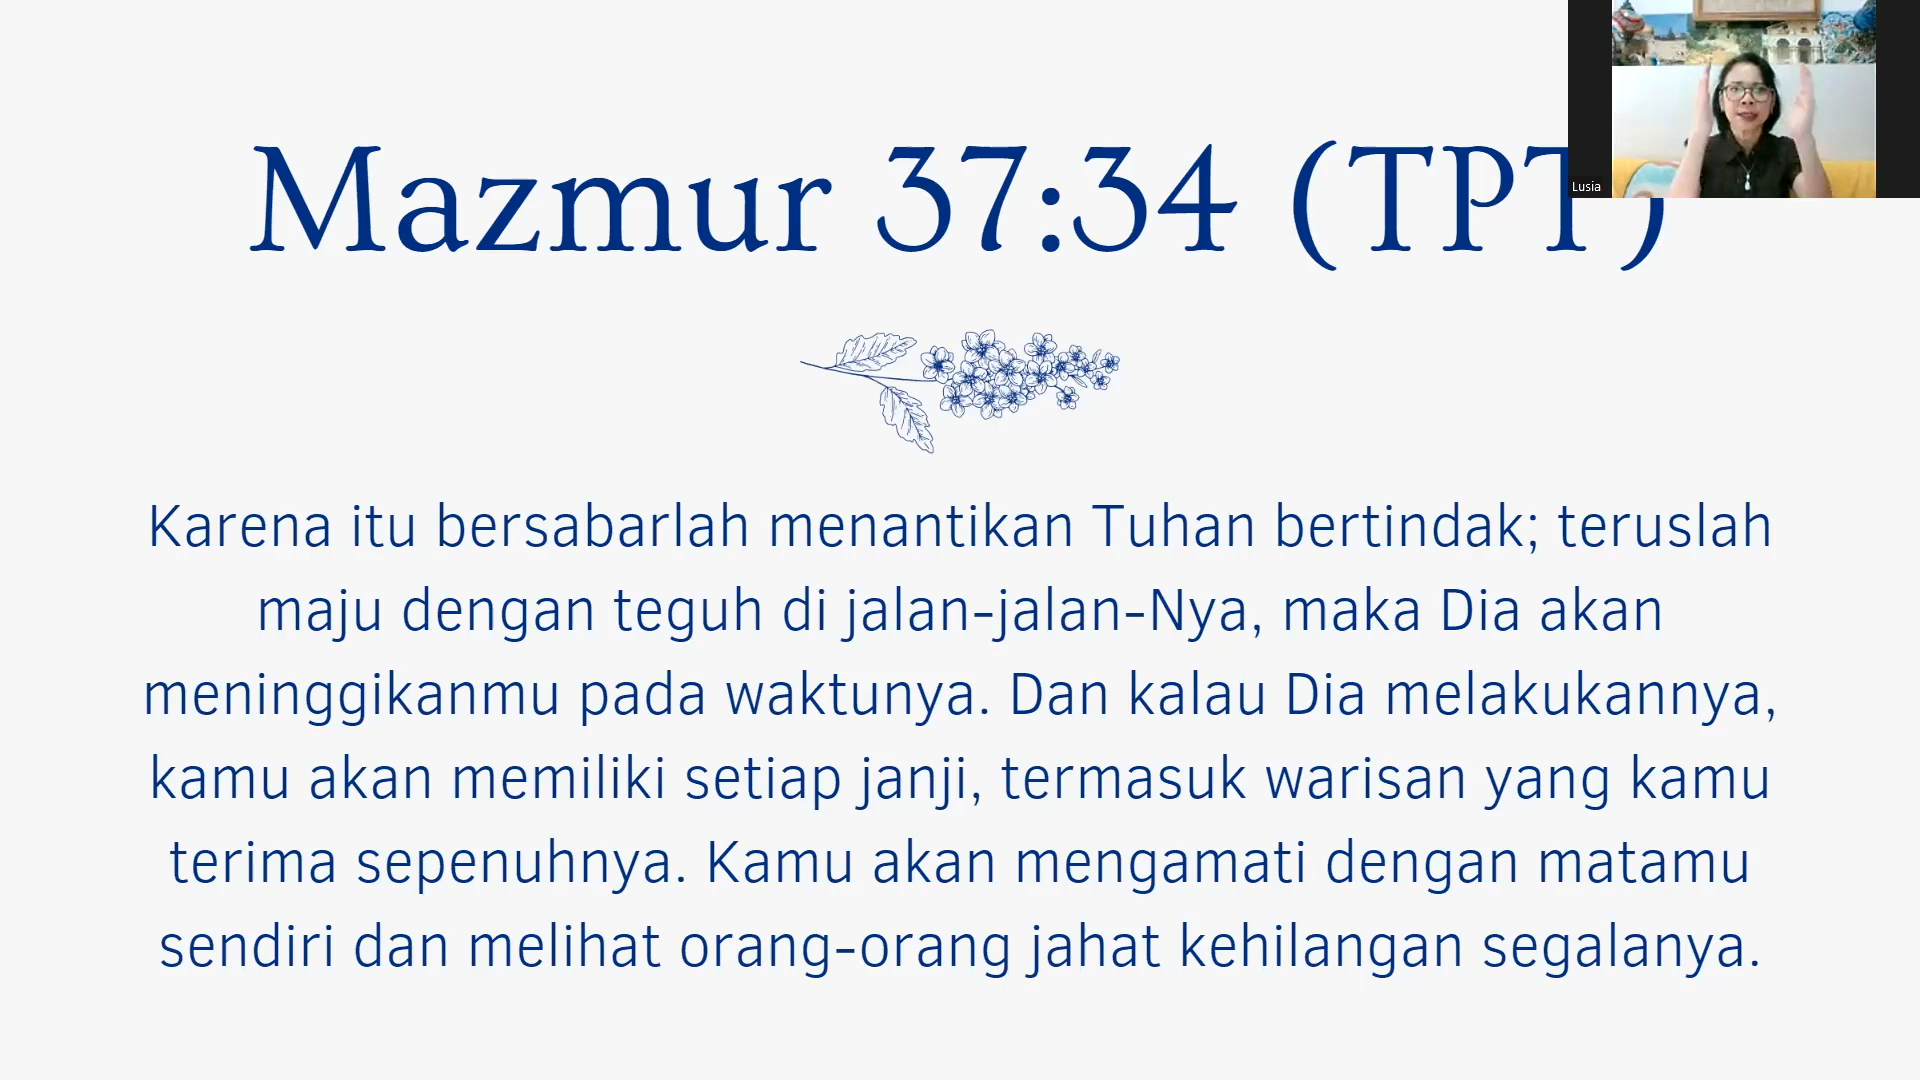 Mazmur 37:34 (TPT)
Lusia
Karena itu bersabarlah menantikan Tuhan bertindak; teruslah
maju dengan teguh di jalan-jalan-Nya, maka Dia akan
meninggikanmu pada waktunya. Dan kalau Dia melakukannya,
kamu akan memiliki setiap janji, termasuk warisan yang kamu
terima sepenuhnya. Kamu akan mengamati dengan matamu
sendiri dan melihat orang-orang jahat kehilangan segalanya.